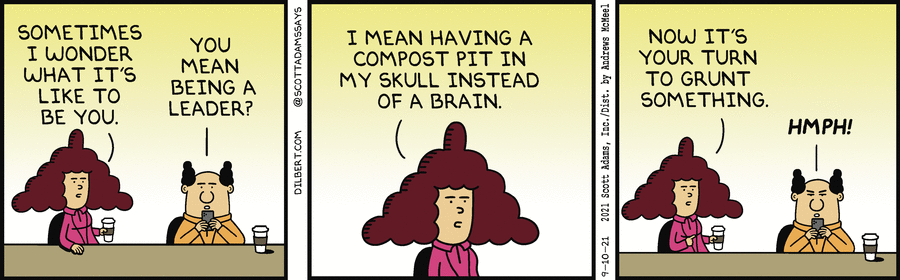 SOMETIMES
I WONDER
WHAT IT'S
LIKE TO
BE YOU.
YOU
MEAN
BEING A
LEADER?
DILBERT.COM @SCOTTADAMSSAYS
I MEAN HAVING A
COMPOST PIT IN
MY SKULL INSTEAD
OF A BRAIN.
9-10-21 2021 Scott Adams, Inc./Dist. by Andrews McMeel
NOW IT'S
YOUR TURN
TO GRUNT
SOMETHING.
HMPH!